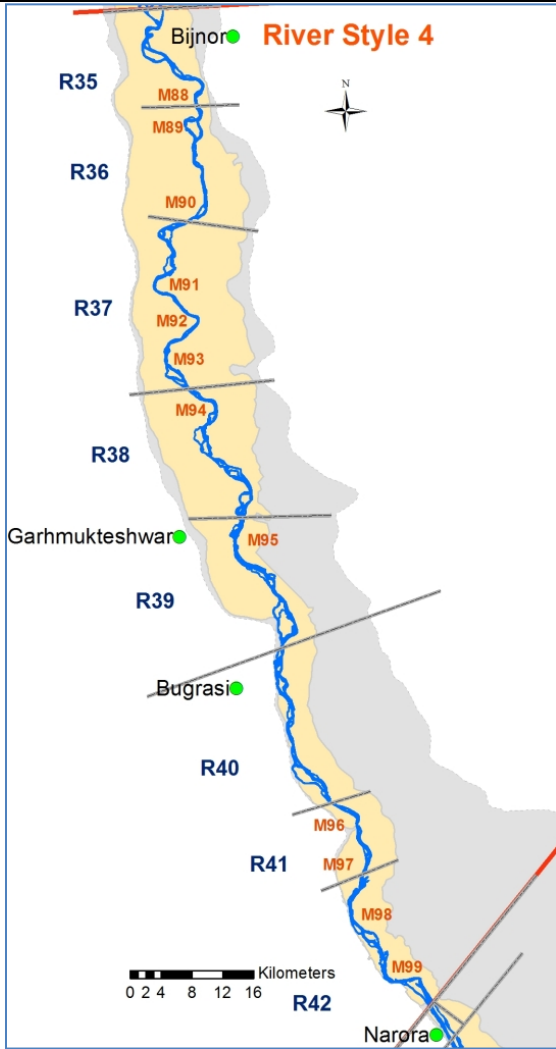 Bijnor
River Style 4
R35
M88
N
M89
R36
M90
M91
R37
M92
M93
M94
R38
Garhmukteshwar
M95
R39
Bugrasi
R40
M96
R41
M97
M98
M99
Kilometers
0 2 4 8 12 16
R42
Narora